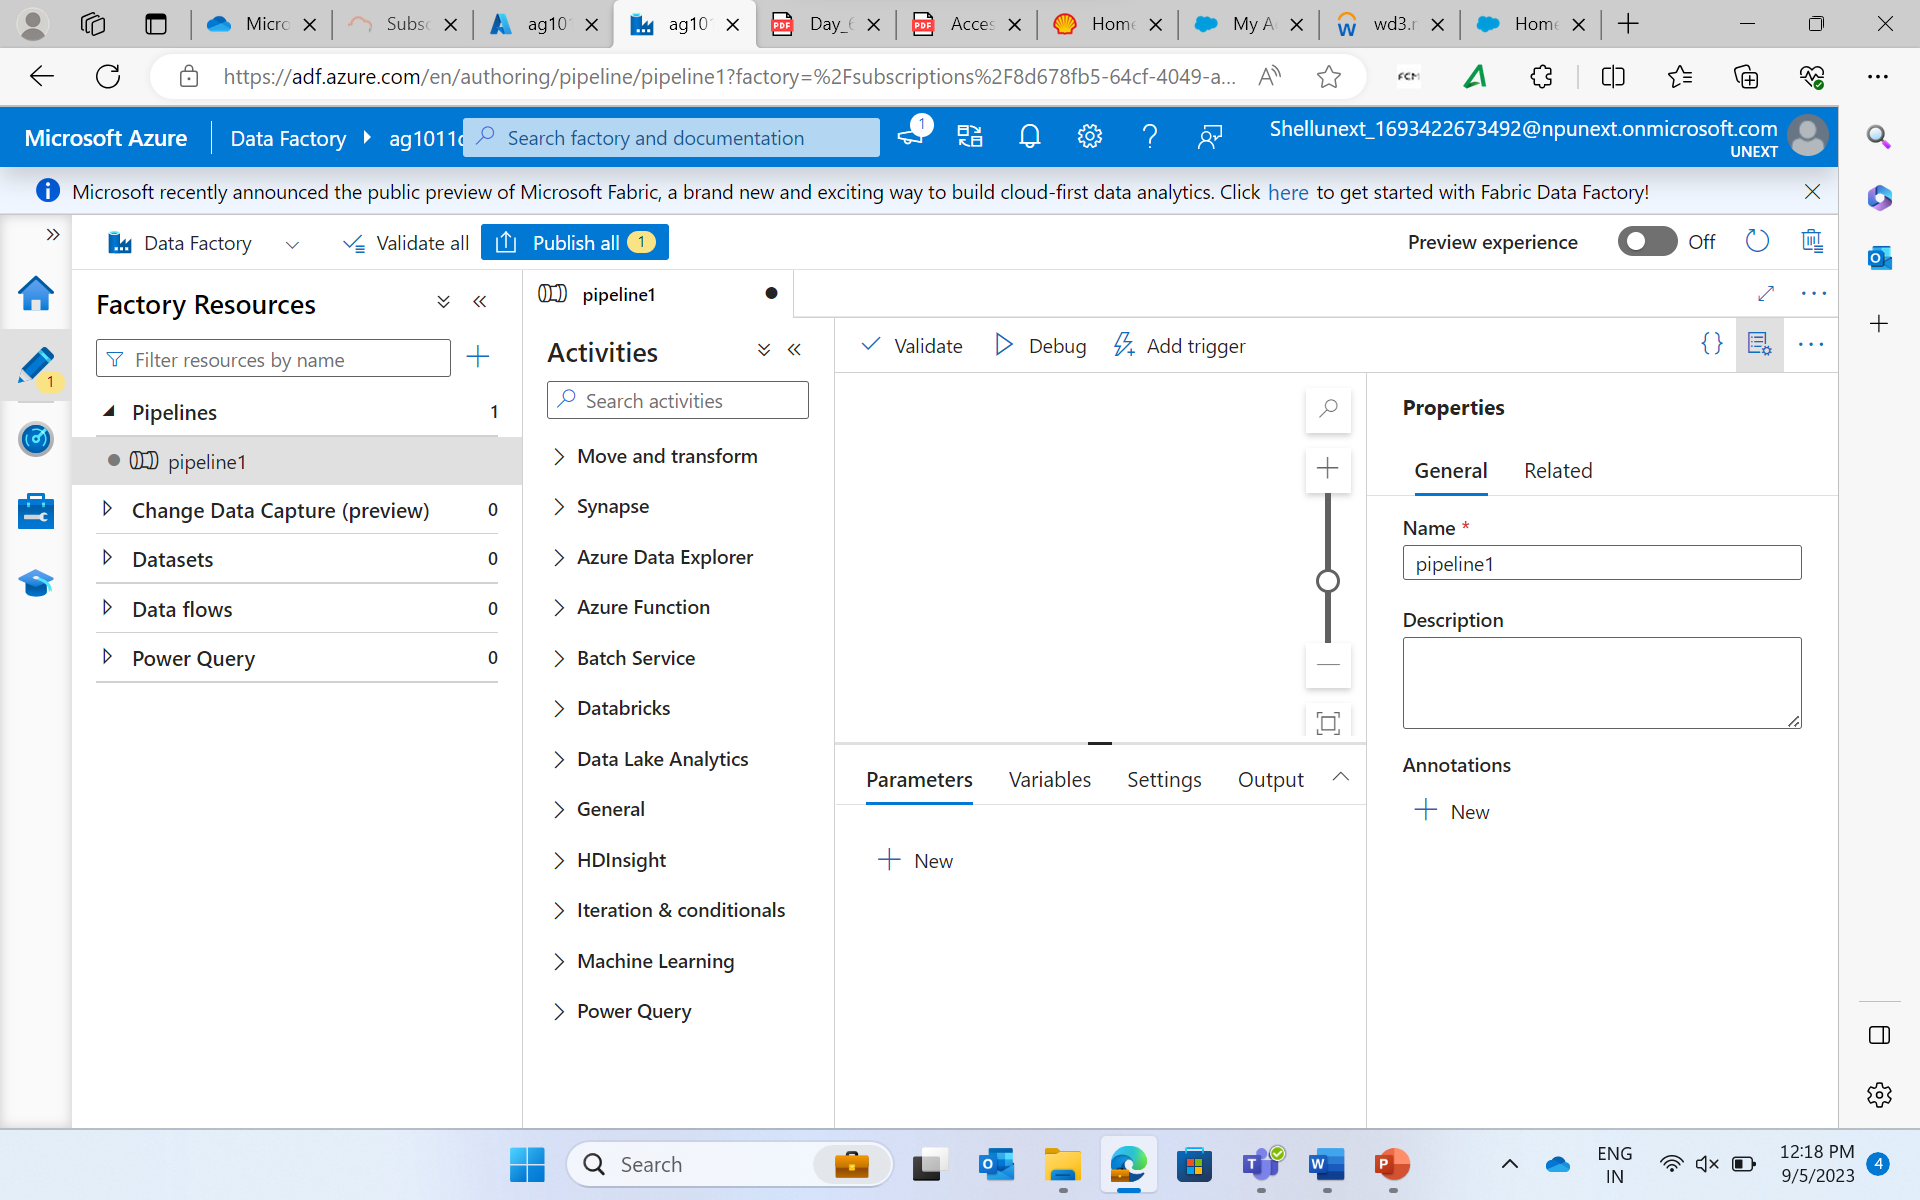 Micro
Subsc
ag10
ag10
Day_6
Acces
Home
My A
wd3.r
Home
https://adf.azure.com/en/authoring/pipeline/pipeline1?factory=%2Fsubscriptions%2F8d678fb5-64cf-4049-a...
FCM
Microsoft Azure
Data Factory
ag1011
Search factory and documentation
1
Shellunext_1693422673492@npunext.onmicrosoft.com
UNEXT
Microsoft recently announced the public preview of Microsoft Fabric, a brand new and exciting way to build cloud-first data analytics. Click here to get started with Fabric Data Factory!
Data Factory
Validate all
Publish all 1
Preview experience
Off
1
Factory Resources
Filter resources by name
Pipelines 1
pipeline1
Change Data Capture (preview) 0
Datasets 0
Data flows 0
Power Query 0
pipeline1
Activities
Search activities
Move and transform
Synapse
Azure Data Explorer
Azure Function
Batch Service
Databricks
Data Lake Analytics
General
HDInsight
Iteration & conditionals
Machine Learning
Power Query
Validate
Debug
Add trigger
Parameters
Variables
Settings
Output
New
Properties
General
Related
Name *
pipeline1
Description
Annotations
New
Search
ENG
IN
12:18 PM
9/5/2023
4